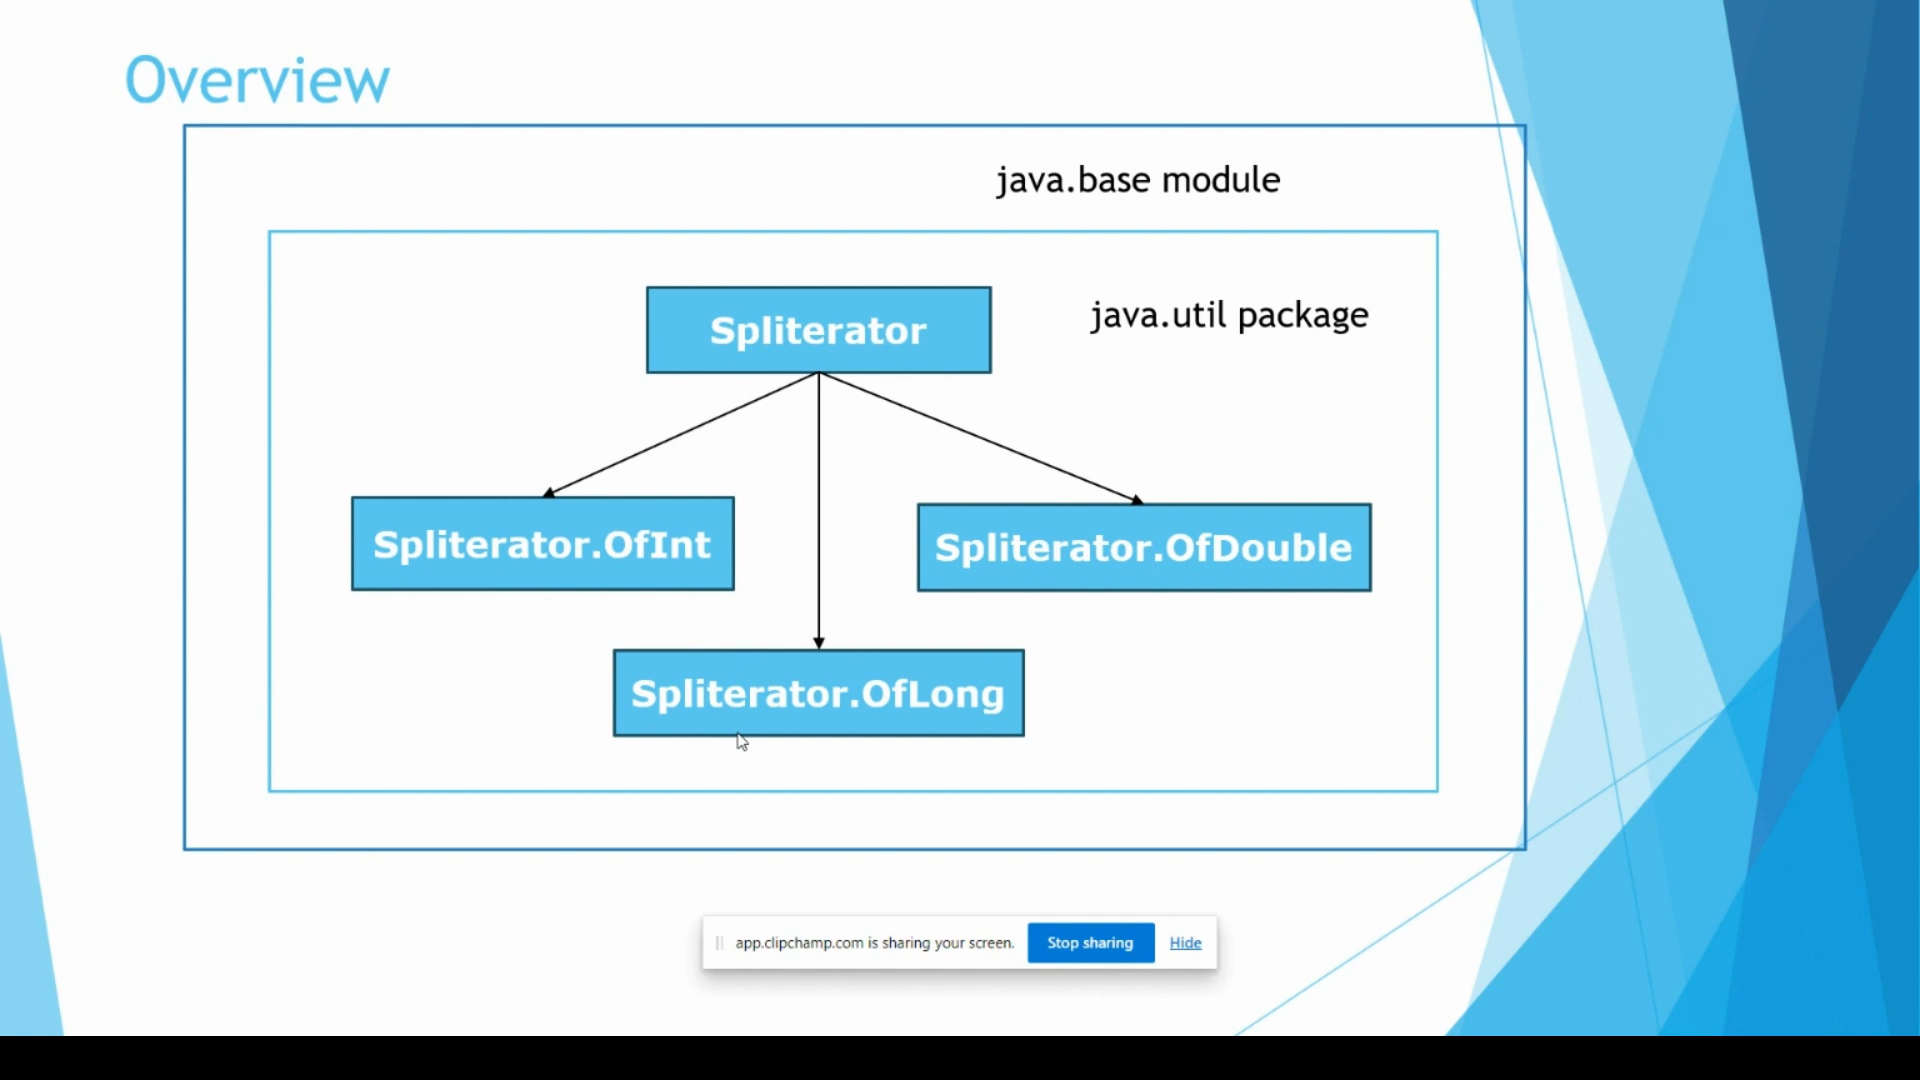 Overview
java.base module
java.util package
Spliterator
Spliterator.OfInt
Spliterator.OfDouble
Spliterator.OfLong
app.clipchamp.com is sharing your screen. Stop sharing Hide